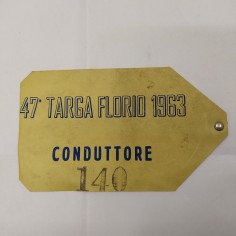 47° TARGA FLORIO 1963
CONDUTTORE
140